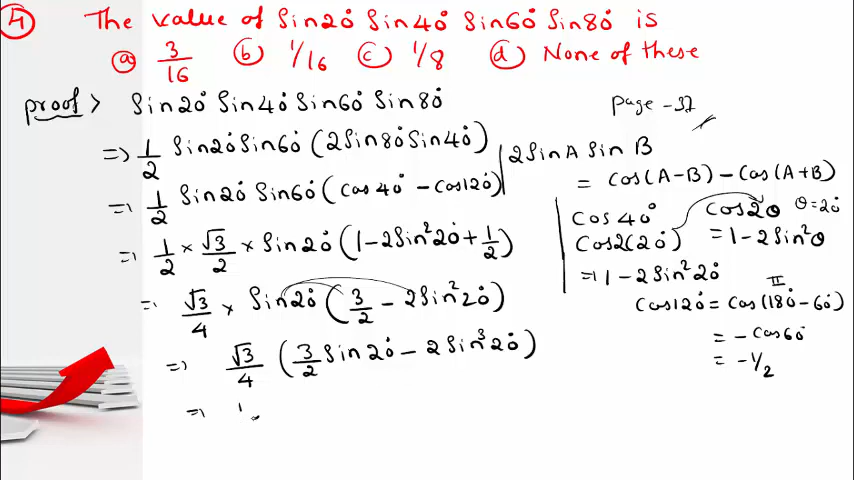 ④ The value of Sin20° Sin40° Sin60° Sin80° is
ⓐ 3/16 ⓑ 1/16 ⓒ 1/8 ⓓ None of these
proof > Sin20° Sin40° Sin60° Sin80°
page - 32
=> 1/2 Sin20° Sin60° (2Sin80° Sin40°)
=> 1/2 Sin20° Sin60° (Cos40° - Cos120°)
=> 1/2 × √3/2 × Sin20° (1-2Sin²20° + 1/2)
=> √3/4 × Sin20° (3/2 - 2Sin²20°)
=> √3/4 (3/2 Sin20° - 2Sin³20°)
=>
2SinA Sin B
= Cos(A-B) - Cos(A+B)
Cos40°
Cos2(20°)
=> 1-2Sin²20°
Cos2θ θ=20°
= 1-2Sin²θ
II
Cos120° = Cos(180°-60°)
= -Cos60°
= -1/2